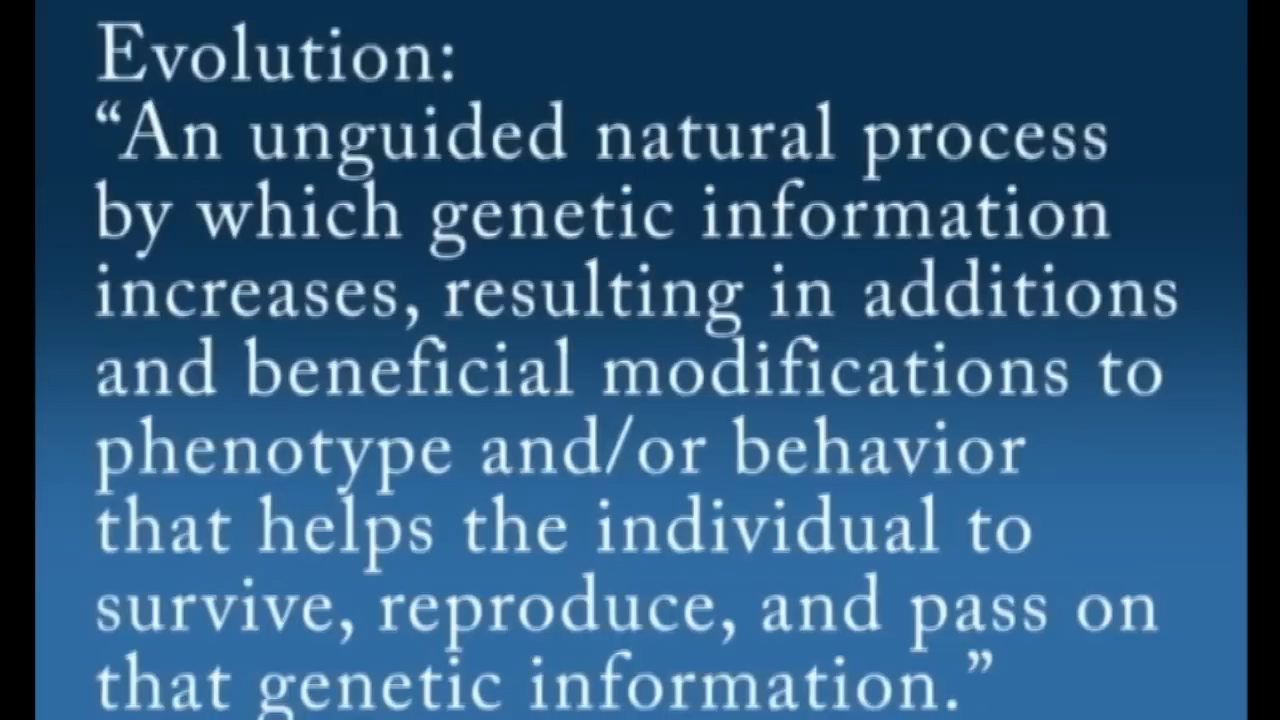 Evolution:
“An unguided natural process
by which genetic information
increases, resulting in additions
and beneficial modifications to
phenotype and/or behavior
that helps the individual to
survive, reproduce, and pass on
that genetic information.”